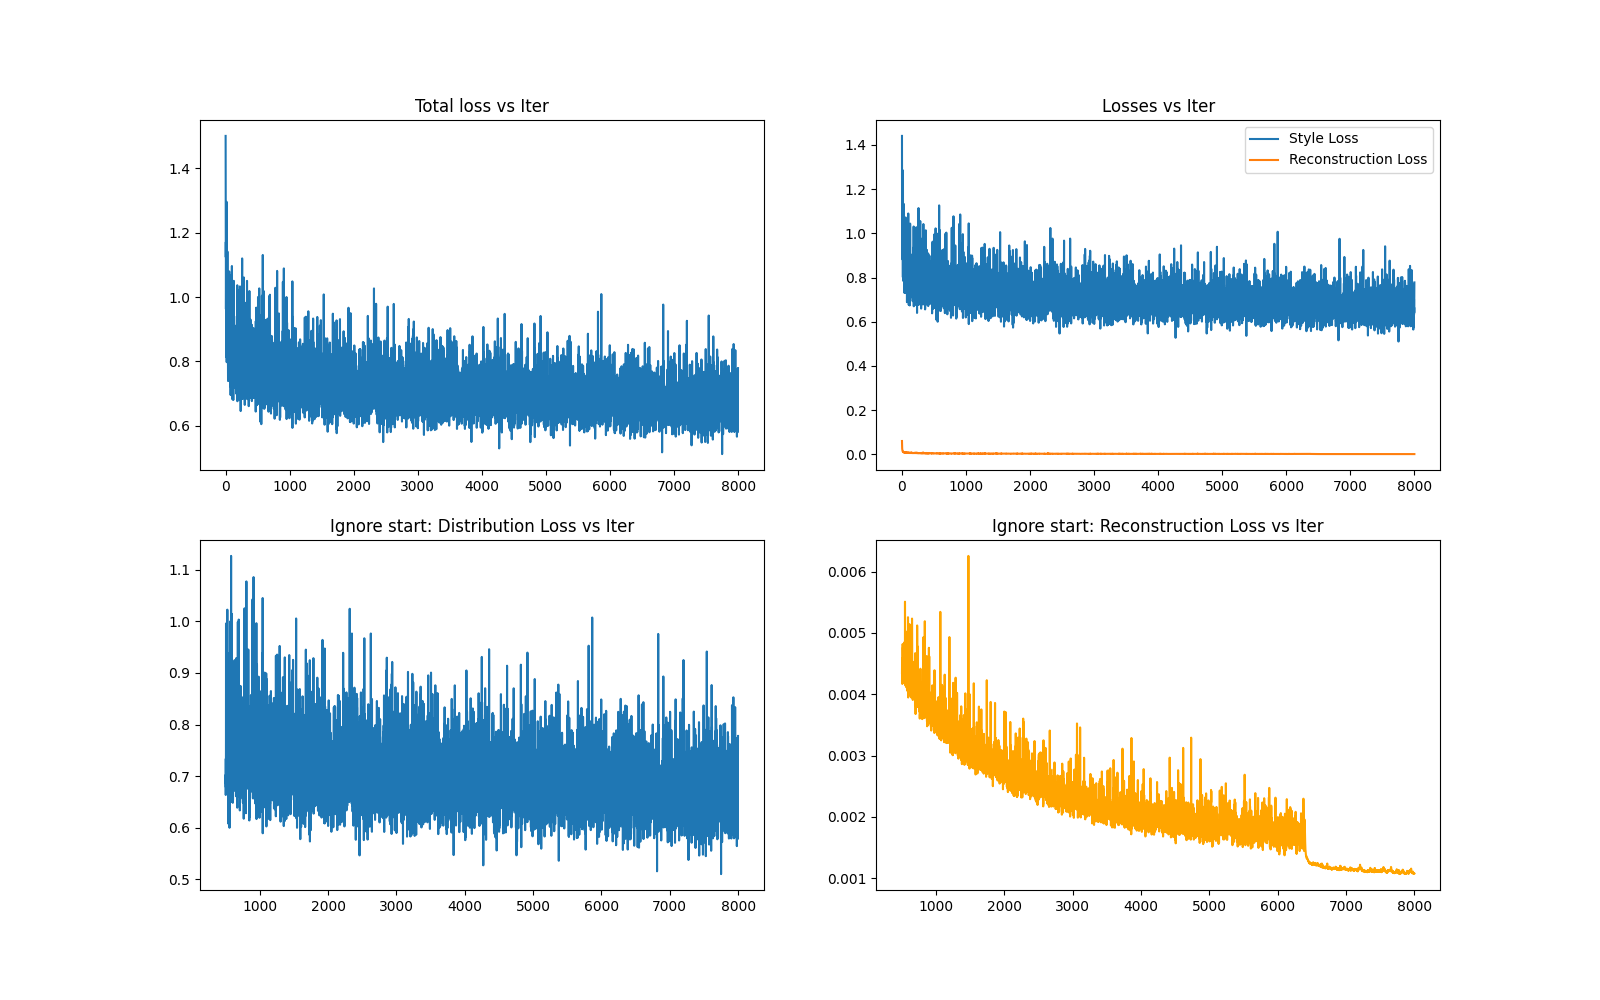 Total loss vs Iter
1.4
1.2
1.0
0.8
0.6
0 1000 2000 3000 4000 5000 6000 7000 8000
Losses vs Iter
Style Loss
Reconstruction Loss
1.4
1.2
1.0
0.8
0.6
0.4
0.2
0.0
0 1000 2000 3000 4000 5000 6000 7000 8000
Ignore start: Distribution Loss vs Iter
1.1
1.0
0.9
0.8
0.7
0.6
0.5
1000 2000 3000 4000 5000 6000 7000 8000
Ignore start: Reconstruction Loss vs Iter
0.006
0.005
0.004
0.003
0.002
0.001
1000 2000 3000 4000 5000 6000 7000 8000